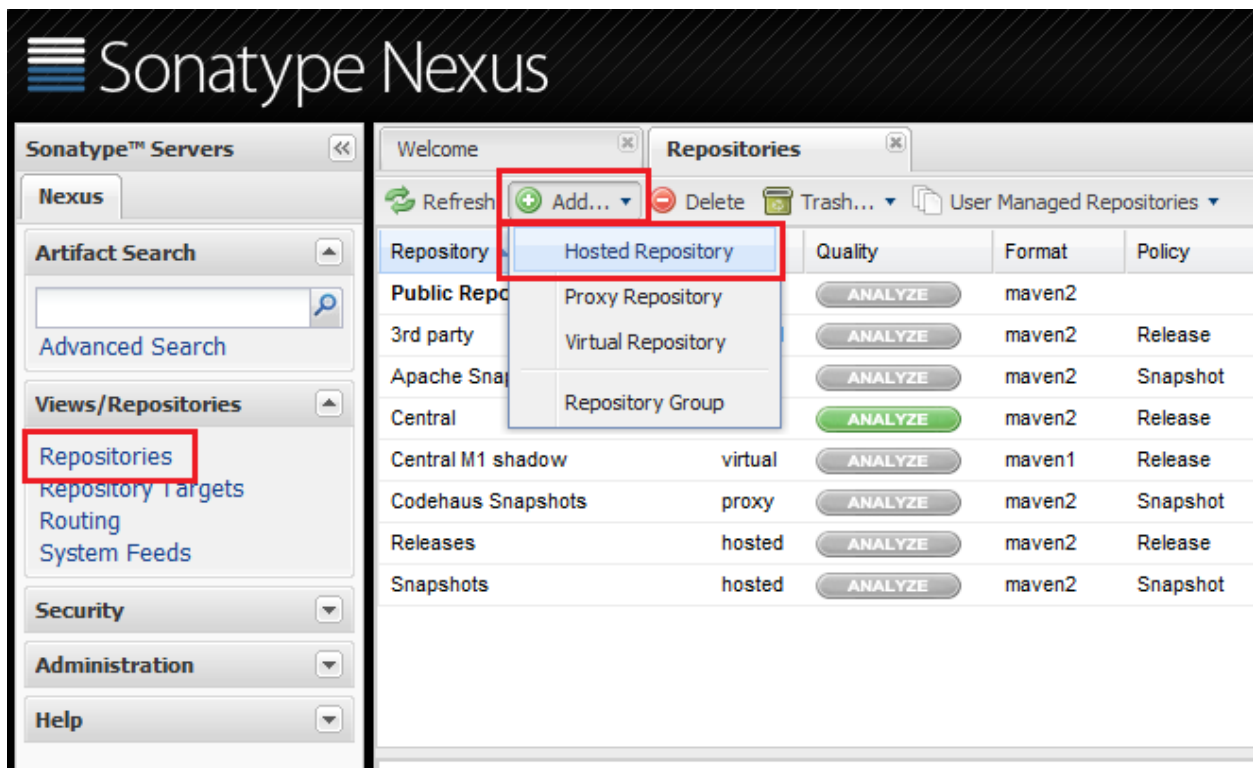 Sonatype Nexus
Sonatype™ Servers
Nexus
Artifact Search
Advanced Search
Views/Repositories
Repositories
Repository Targets
Routing
System Feeds
Security
Administration
Help
Welcome
Repositories
Refresh Add... Delete Trash... User Managed Repositories
Hosted Repository
Proxy Repository
Virtual Repository
Repository Group
Repository Quality Format Policy
Public Repo ANALYZE maven2
3rd party ANALYZE maven2 Release
Apache Snap ANALYZE maven2 Snapshot
Central ANALYZE maven2 Release
Central M1 shadow virtual ANALYZE maven1 Release
Codehaus Snapshots proxy ANALYZE maven2 Snapshot
Releases hosted ANALYZE maven2 Release
Snapshots hosted ANALYZE maven2 Snapshot